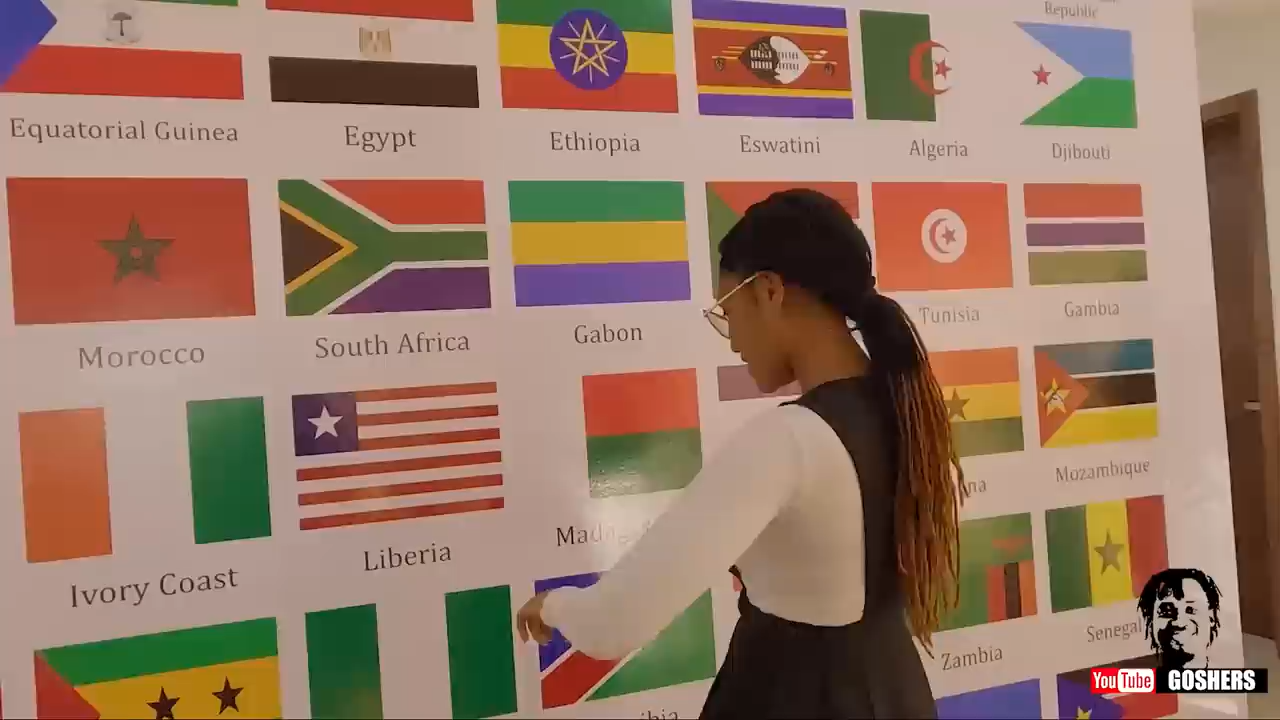 Republic
Equatorial Guinea
Egypt
Ethiopia
Eswatini
Algeria
Djibouti
Morocco
South Africa
Gabon
Tunisia
Gambia
Ivory Coast
Liberia
Mozambique
Zambia
Senegal
YouTube GOSHERS